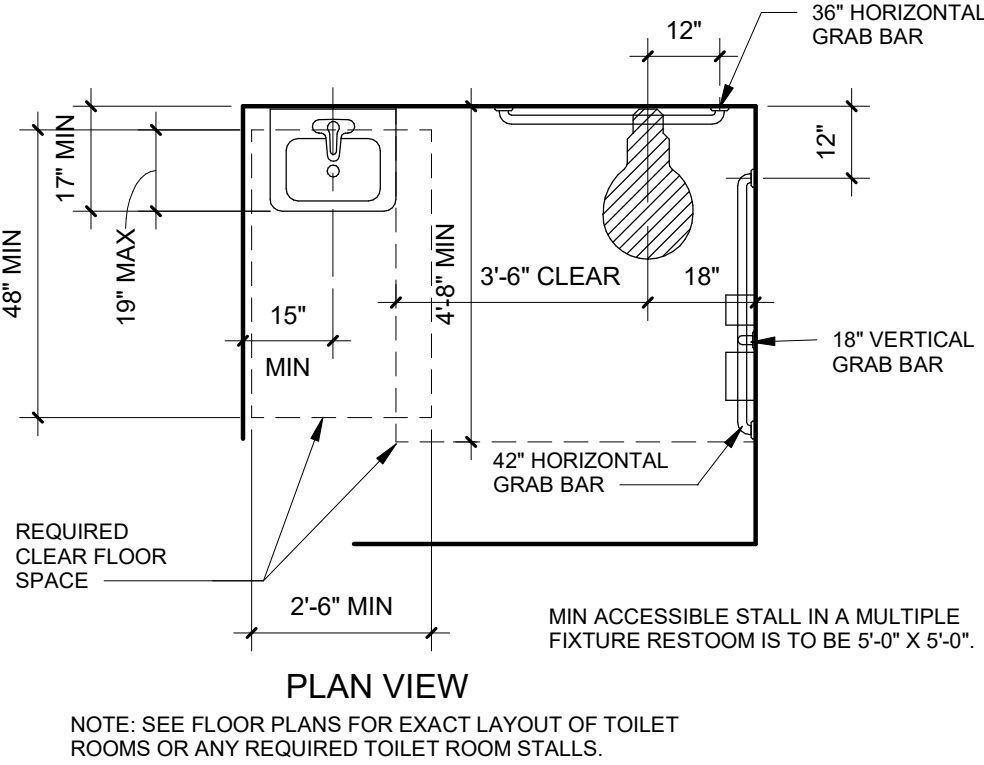 36" HORIZONTAL
GRAB BAR
12"
12"
17" MIN
19" MAX
48" MIN
4'-8" MIN
3'-6" CLEAR
18"
15"
MIN
18" VERTICAL
GRAB BAR
42" HORIZONTAL
GRAB BAR
REQUIRED
CLEAR FLOOR
SPACE
2'-6" MIN
MIN ACCESSIBLE STALL IN A MULTIPLE
FIXTURE RESTOOM IS TO BE 5'-0" X 5'-0".
PLAN VIEW
NOTE: SEE FLOOR PLANS FOR EXACT LAYOUT OF TOILET
ROOMS OR ANY REQUIRED TOILET ROOM STALLS.